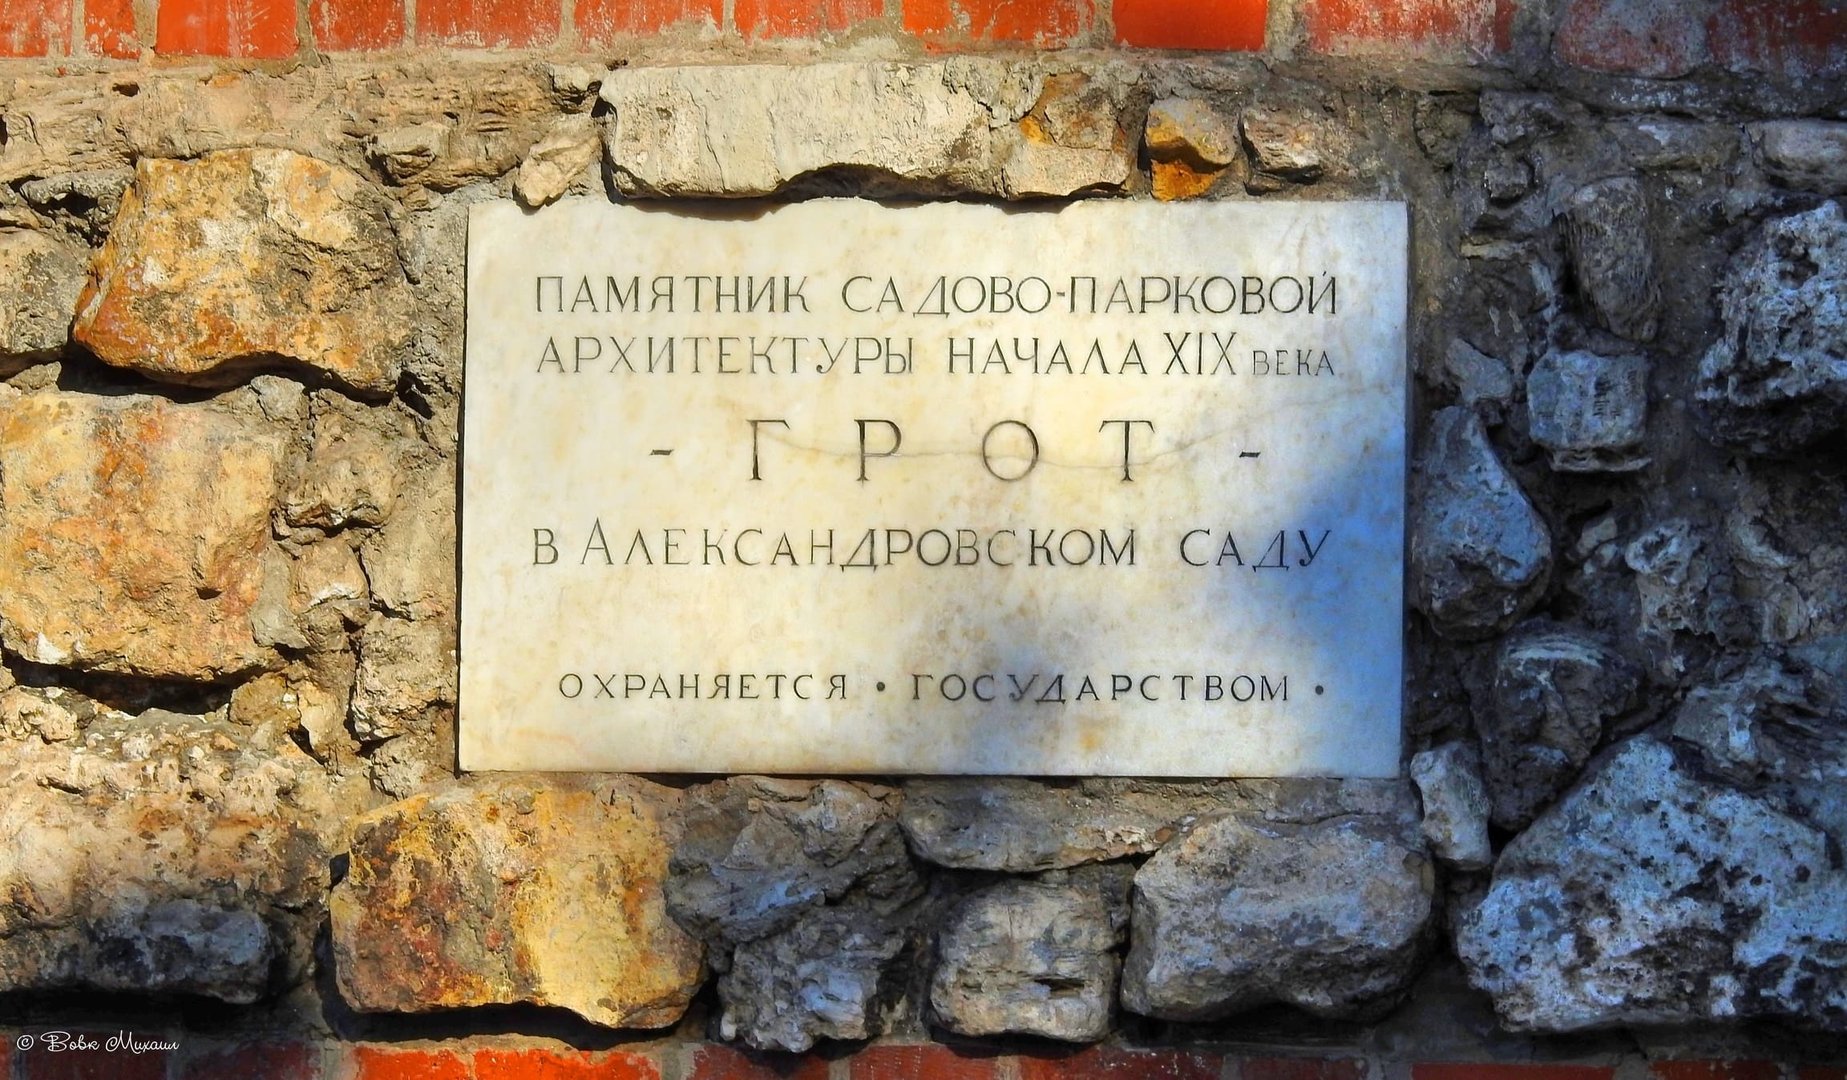 ПАМЯТНИК САДОВО-ПАРКОВОЙ
АРХИТЕКТУРЫ НАЧАЛА XIX ВЕКА
- ГРОТ -
В АЛЕКСАНДРОВСКОМ САДУ
ОХРАНЯЕТСЯ • ГОСУДАРСТВОМ •
© Вовк Михаил